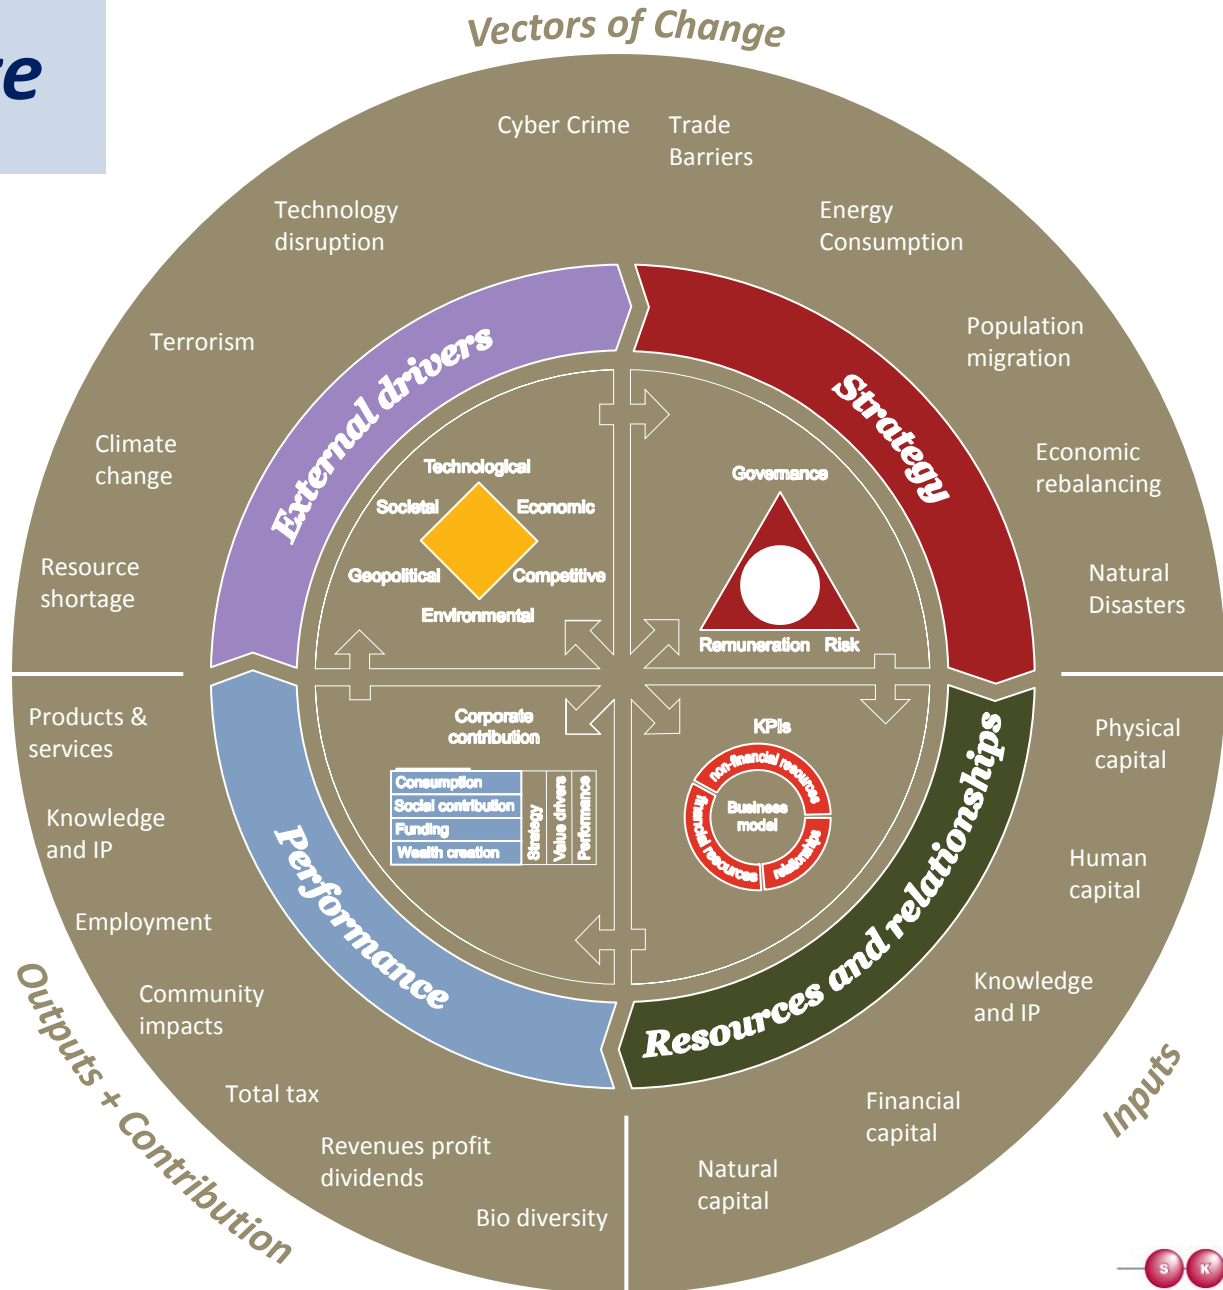 Vectors of Change
Cyber Crime
Trade
Barriers
Technology
disruption
Energy
Consumption
Terrorism
Population
migration
Climate
change
Economic
rebalancing
Resource
shortage
Natural
Disasters
External drivers
Strategy
Technological
Societal
Economic
Geopolitical
Competitive
Environmental
Governance
Remuneration
Risk
Products &
services
Knowledge
and IP
Employment
Community
impacts
Total tax
Revenues profit
dividends
Bio diversity
Outputs + Contribution
Performance
Corporate
contribution
Consumption
Social contribution
Funding
Wealth creation
Strategy
Value drivers
Performance
KPIs
non-financial resources
financial resources
relationships
Business
model
Resources and relationships
Physical
capital
Human
capital
Knowledge
and IP
Financial
capital
Natural
capital
Inputs
S K